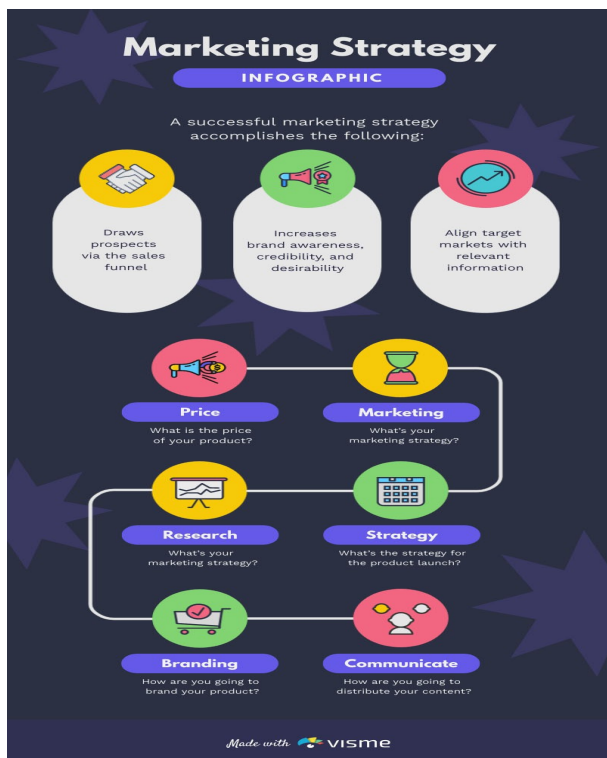 Marketing Strategy
INFOGRAPHIC
A successful marketing strategy
accomplishes the following:
Draws
prospects
via the sales
funnel
Increases
brand awareness,
credibility, and
desirability
Align target
markets with
relevant
information
Price
What is the price
of your product?
Marketing
What's your
marketing strategy?
Research
What's your
marketing strategy?
Strategy
What's the strategy for
the product launch?
Branding
How are you going to
brand your product?
Communicate
How are you going to
distribute your content?
Made with VISME